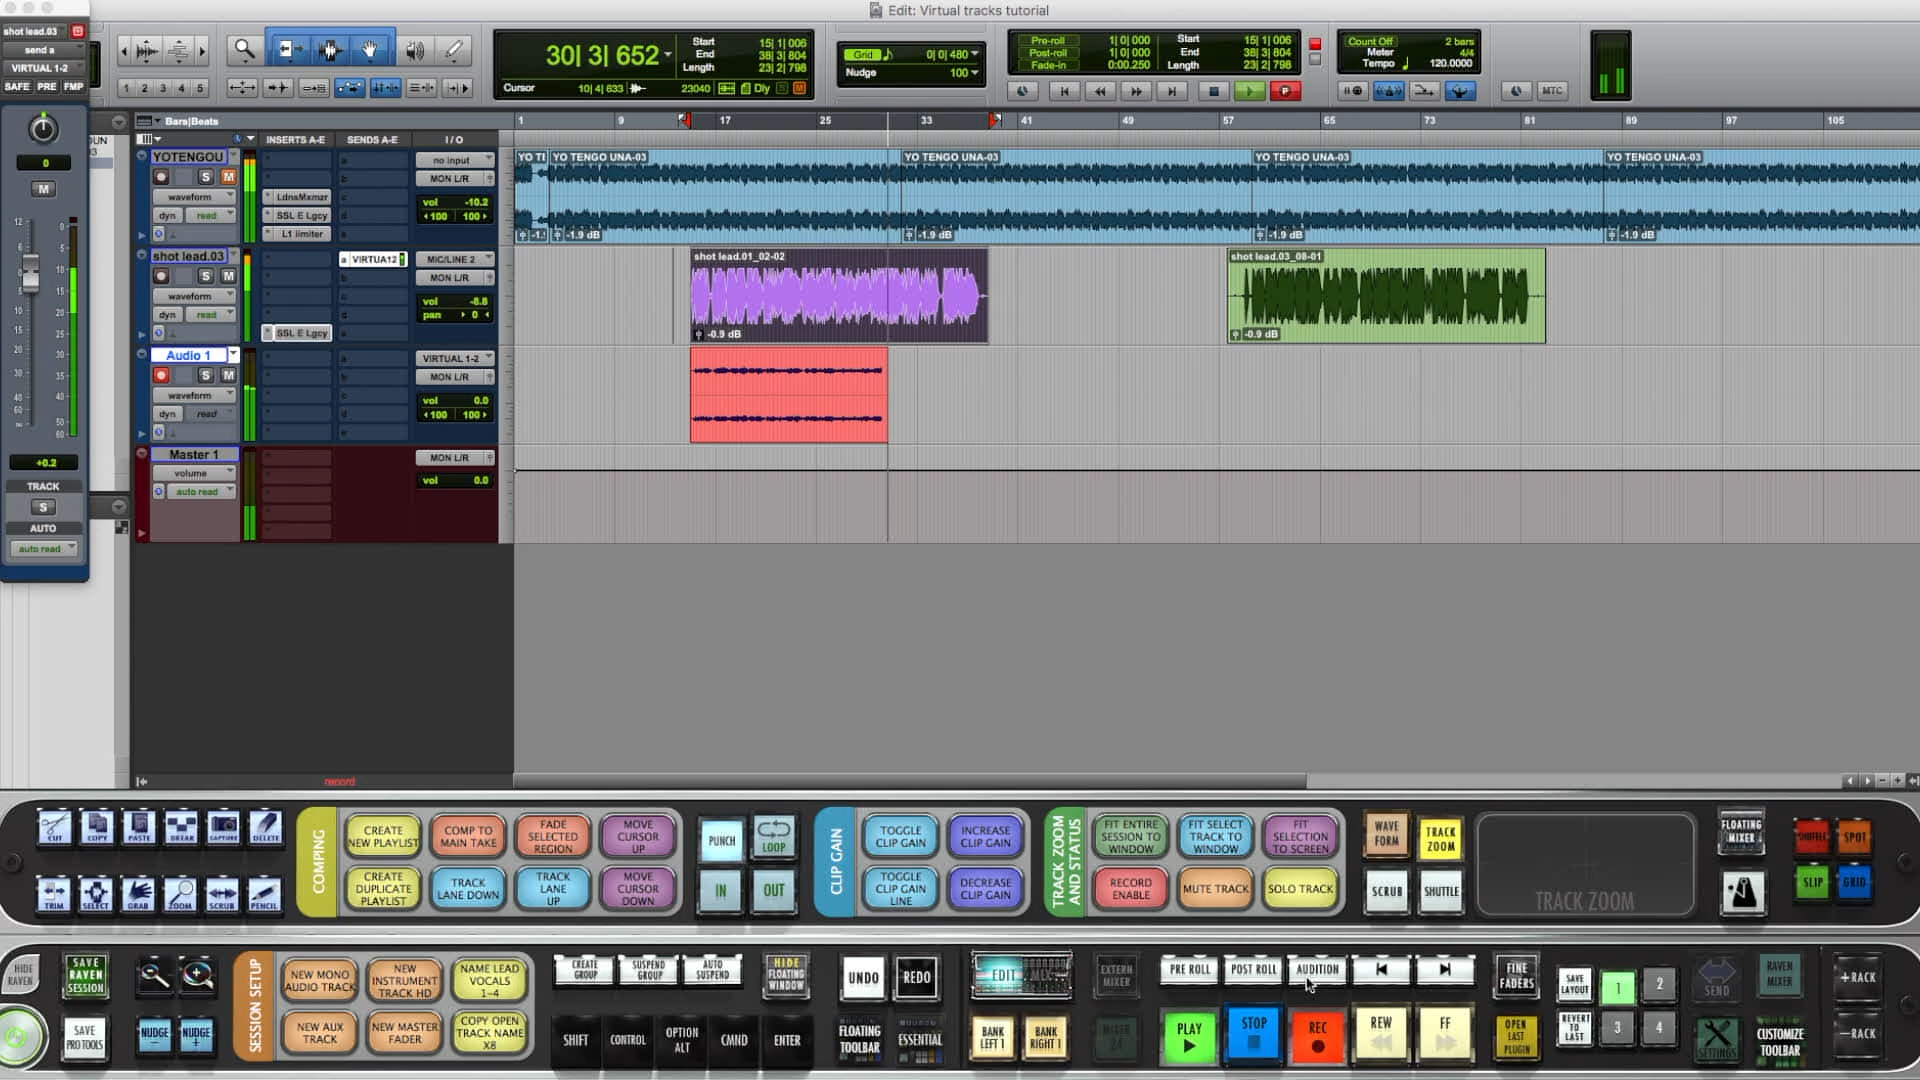 Edit: Virtual tracks tutorial
shot lead.03
send a
VIRTUAL 1-2
SAFE PRE FMP
0
M
+0.2
TRACK
S
AUTO
auto read
1 2 3 4 5
30| 3| 652
Start 15| 1| 006
End 38| 3| 804
Length 23| 2| 798
Cursor 10| 4| 633 23040 Dly S M
Grid 0| 0| 480
Nudge 100
Pre-roll 1| 0| 000
Post-roll 1| 0| 000
Fade-in 0:00.250
Start 15| 1| 006
End 38| 3| 804
Length 23| 2| 798
Count Off 2 bars
Meter 4/4
Tempo 120.0000
MTC
Bars|Beats
1 9 17 25 33 41 49 57 65 73 81 89 97 105
INSERTS A-E SENDS A-E I / O
YOTENGOU
S M
waveform
dyn read
LdnsMxmzr
SSL E Lgcy
L1 limiter
no input
MON L/R
vol -10.2
100 100
YO TI
YO TENGO UNA-03
YO TENGO UNA-03
YO TENGO UNA-03
YO TENGO UNA-03
-1.9 dB
-1.9 dB
-1.9 dB
-1.9 dB
shot lead.03
S M
waveform
dyn read
SSL E Lgcy
a VIRTUA12
MIC/LINE 2
MON L/R
vol -8.8
pan 0
shot lead.01_02-02
-0.9 dB
shot lead.03_08-01
-0.9 dB
Audio 1
S M
waveform
dyn read
VIRTUAL 1-2
MON L/R
vol 0.0
100 100
Master 1
volume
auto read
MON L/R
vol 0.0
record
CUT COPY PASTE BREAK CAPTURE DELETE
TRIM SELECT GRAB ZOOM SCRUB PENCIL
COMPING
CREATE NEW PLAYLIST
COMP TO MAIN TAKE
FADE SELECTED REGION
MOVE CURSOR UP
CREATE DUPLICATE PLAYLIST
TRACK LANE DOWN
TRACK LANE UP
MOVE CURSOR DOWN
PUNCH LOOP
IN OUT
CLIP GAIN
TOGGLE CLIP GAIN
INCREASE CLIP GAIN
TOGGLE CLIP GAIN LINE
DECREASE CLIP GAIN
TRACK ZOOM AND STATUS
FIT ENTIRE SESSION TO WINDOW
FIT SELECT TRACK TO WINDOW
FIT SELECTION TO SCREEN
RECORD ENABLE
MUTE TRACK
SOLO TRACK
WAVE FORM
TRACK ZOOM
SCRUB SHUTTLE
TRACK ZOOM
FLOATING MIXER
SHUFFLE SPOT
SLIP GRID
HIDE RAVEN
SAVE RAVEN SESSION
SAVE PRO TOOLS
NUDGE - NUDGE +
SESSION SETUP
NEW MONO AUDIO TRACK
NEW INSTRUMENT TRACK HD
NAME LEAD VOCALS 1-4
NEW AUX TRACK
NEW MASTER FADER
COPY OPEN TRACK NAME X8
CREATE GROUP
SUSPEND GROUP
AUTO SUSPEND
HIDE FLOATING WINDOW
SHIFT CONTROL OPTION ALT CMND ENTER
UNDO REDO
FLOATING TOOLBAR
ESSENTIAL
EDIT MIX
BANK LEFT 1
BANK RIGHT 1
EXTERN MIXER
MIXER 24
PRE ROLL POST ROLL AUDITION
PLAY STOP REC REW FF
FINE FADERS
OPEN LAST PLUGIN
SAVE LAYOUT
REVERT TO LAST
1 2
3 4
SEND
SETTINGS
RAVEN MIXER
CUSTOMIZE TOOLBAR
+RACK
-RACK